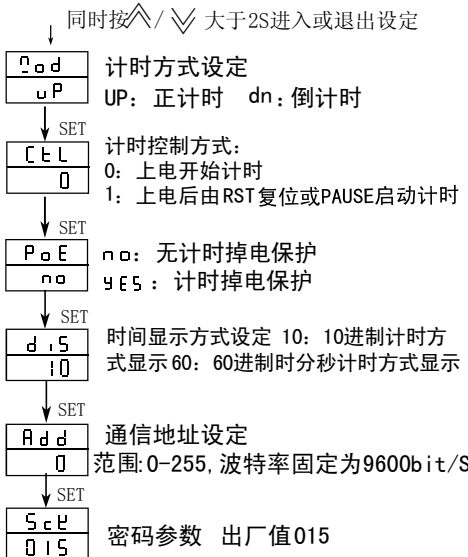 同时按 / 大于2S进入或退出设定
nod
uP
计时方式设定
UP：正计时 dn：倒计时
SET
CtL
0
计时控制方式：
0：上电开始计时
1：上电后由RST复位或PAUSE启动计时
SET
PoE
no
no：无计时掉电保护
YES：计时掉电保护
SET
diS
10
时间显示方式设定 10：10进制计时方
式显示60：60进制时分秒计时方式显示
SET
Add
0
通信地址设定
范围:0-255,波特率固定为9600bit/S
SET
ScK
015
密码参数 出厂值015